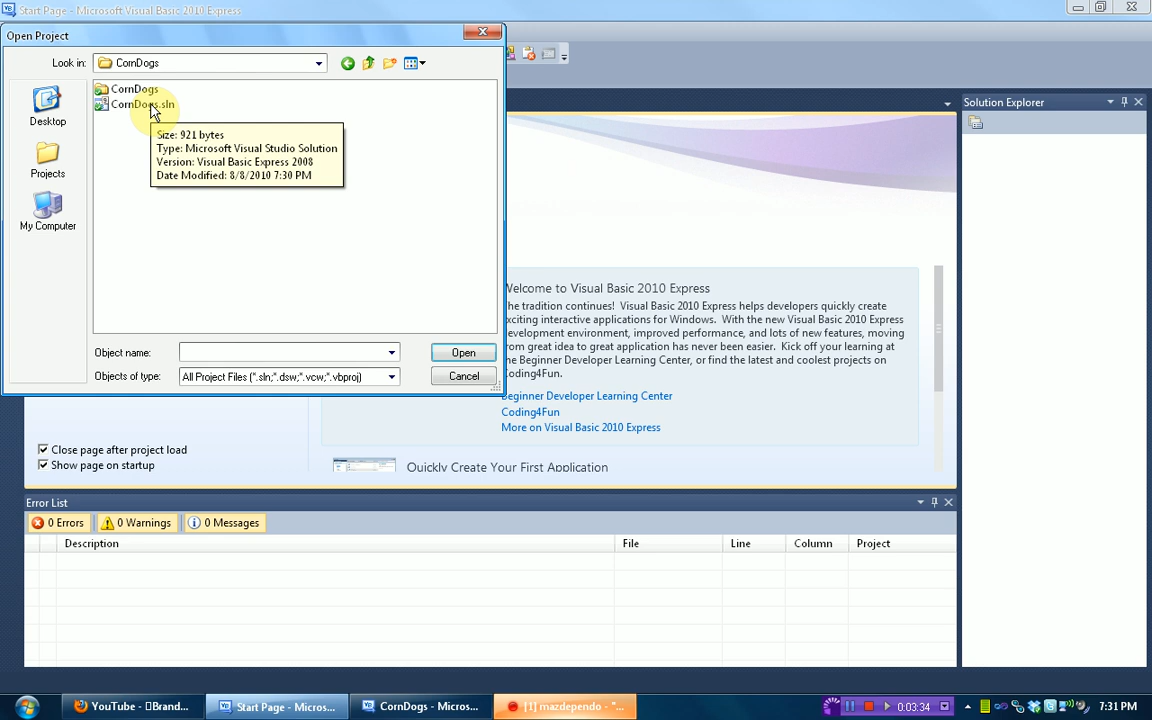 Start Page - Microsoft Visual Basic 2010 Express
Open Project
Look in:
CornDogs
Solution Explorer
CornDogs
CornDogs.sln
Desktop
Size: 921 bytes
Type: Microsoft Visual Studio Solution
Version: Visual Basic Express 2008
Date Modified: 8/8/2010 7:30 PM
Projects
My Computer
Welcome to Visual Basic 2010 Express
The tradition continues! Visual Basic 2010 Express helps developers quickly create
exciting interactive applications for Windows. With the new Visual Basic 2010 Express
development environment, improved performance, and lots of new features, moving
from great idea to great application has never been easier. Kick off your learning at
the Beginner Developer Learning Center, or find the latest and coolest projects on
Coding4Fun.
Object name:
Open
Objects of type:
All Project Files (*.sln;*.dsw;*.vcw;*.vbproj)
Cancel
Beginner Developer Learning Center
Coding4Fun
More on Visual Basic 2010 Express
Close page after project load
Show page on startup
Quickly Create Your First Application
Error List
0 Errors
0 Warnings
0 Messages
Description
File
Line
Column
Project
YouTube - Brand...
Start Page - Micros...
CornDogs - Micros...
[1] mazdependo - "...
0:03:34
7:31 PM